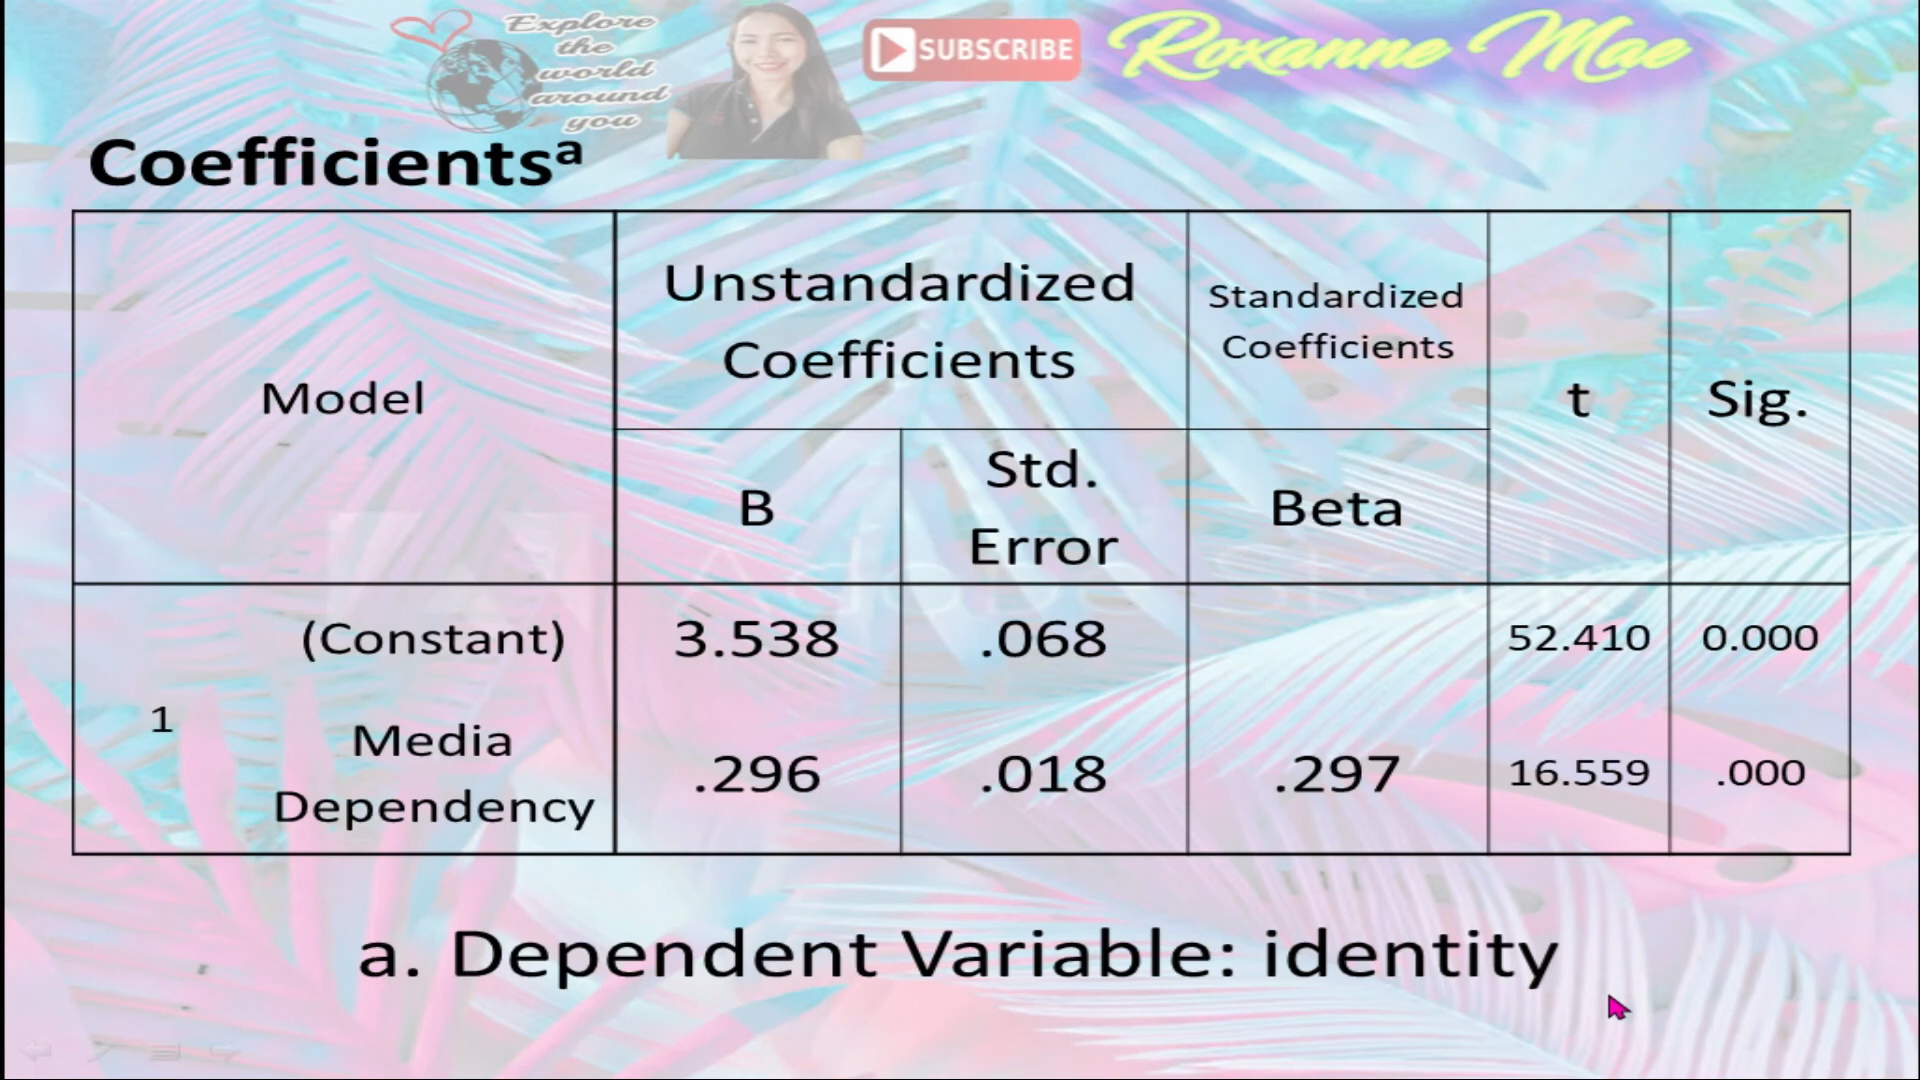 Explore
the
world
around
you
SUBSCRIBE
Roxanne Mae
Coefficientsᵃ
Model
Unstandardized
Coefficients
Standardized
Coefficients
t
Sig.
B
Std.
Error
Beta
1
(Constant)
3.538
.068
52.410
0.000
Media
Dependency
.296
.018
.297
16.559
.000
a. Dependent Variable: identity